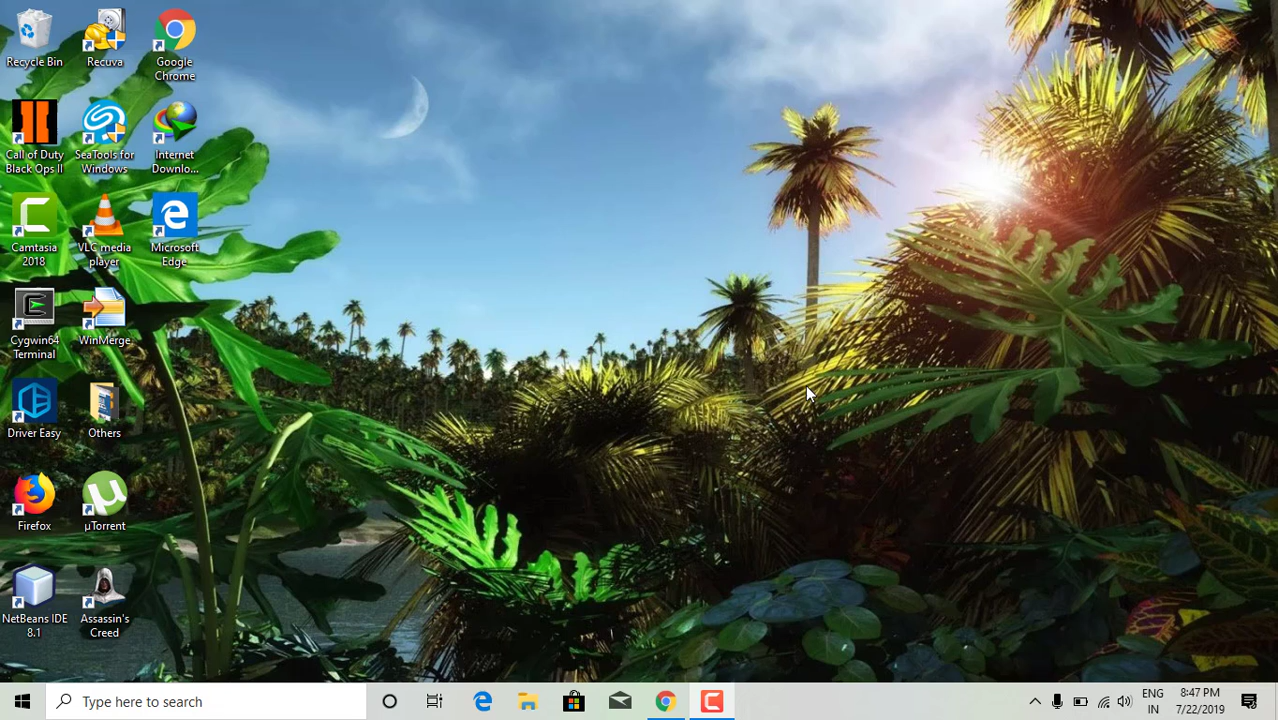 Recycle Bin
Recuva
Google
Chrome
Call of Duty
Black Ops II
SeaTools for
Windows
Internet
Downlo...
Camtasia
2018
VLC media
player
Microsoft
Edge
Cygwin64
Terminal
WinMerge
Driver Easy
Others
Firefox
µTorrent
NetBeans IDE
8.1
Assassin's
Creed
Type here to search
ENG
IN
8:47 PM
7/22/2019